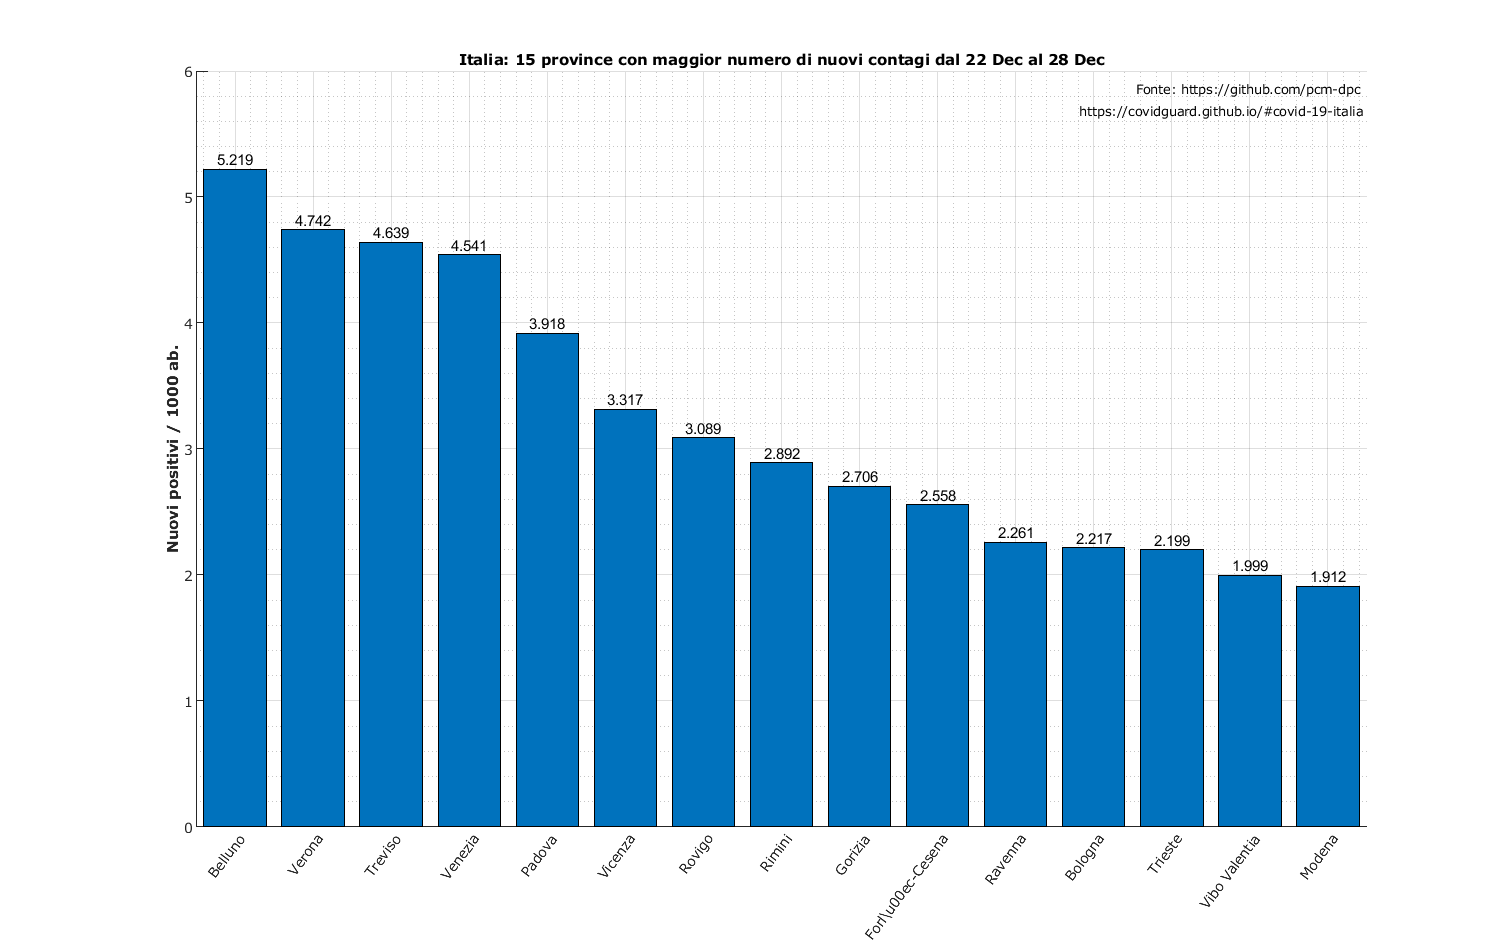 Italia: 15 province con maggior numero di nuovi contagi dal 22 Dec al 28 Dec
Fonte: https://github.com/pcm-dpc
https://covidguard.github.io/#covid-19-italia
Nuovi positivi / 1000 ab.
6
5
4
3
2
1
0
5.219
4.742
4.639
4.541
3.918
3.317
3.089
2.892
2.706
2.558
2.261
2.217
2.199
1.999
1.912
Belluno
Verona
Treviso
Venezia
Padova
Vicenza
Rovigo
Rimini
Gorizia
Forl\u00ec-Cesena
Ravenna
Bologna
Trieste
Vibo Valentia
Modena